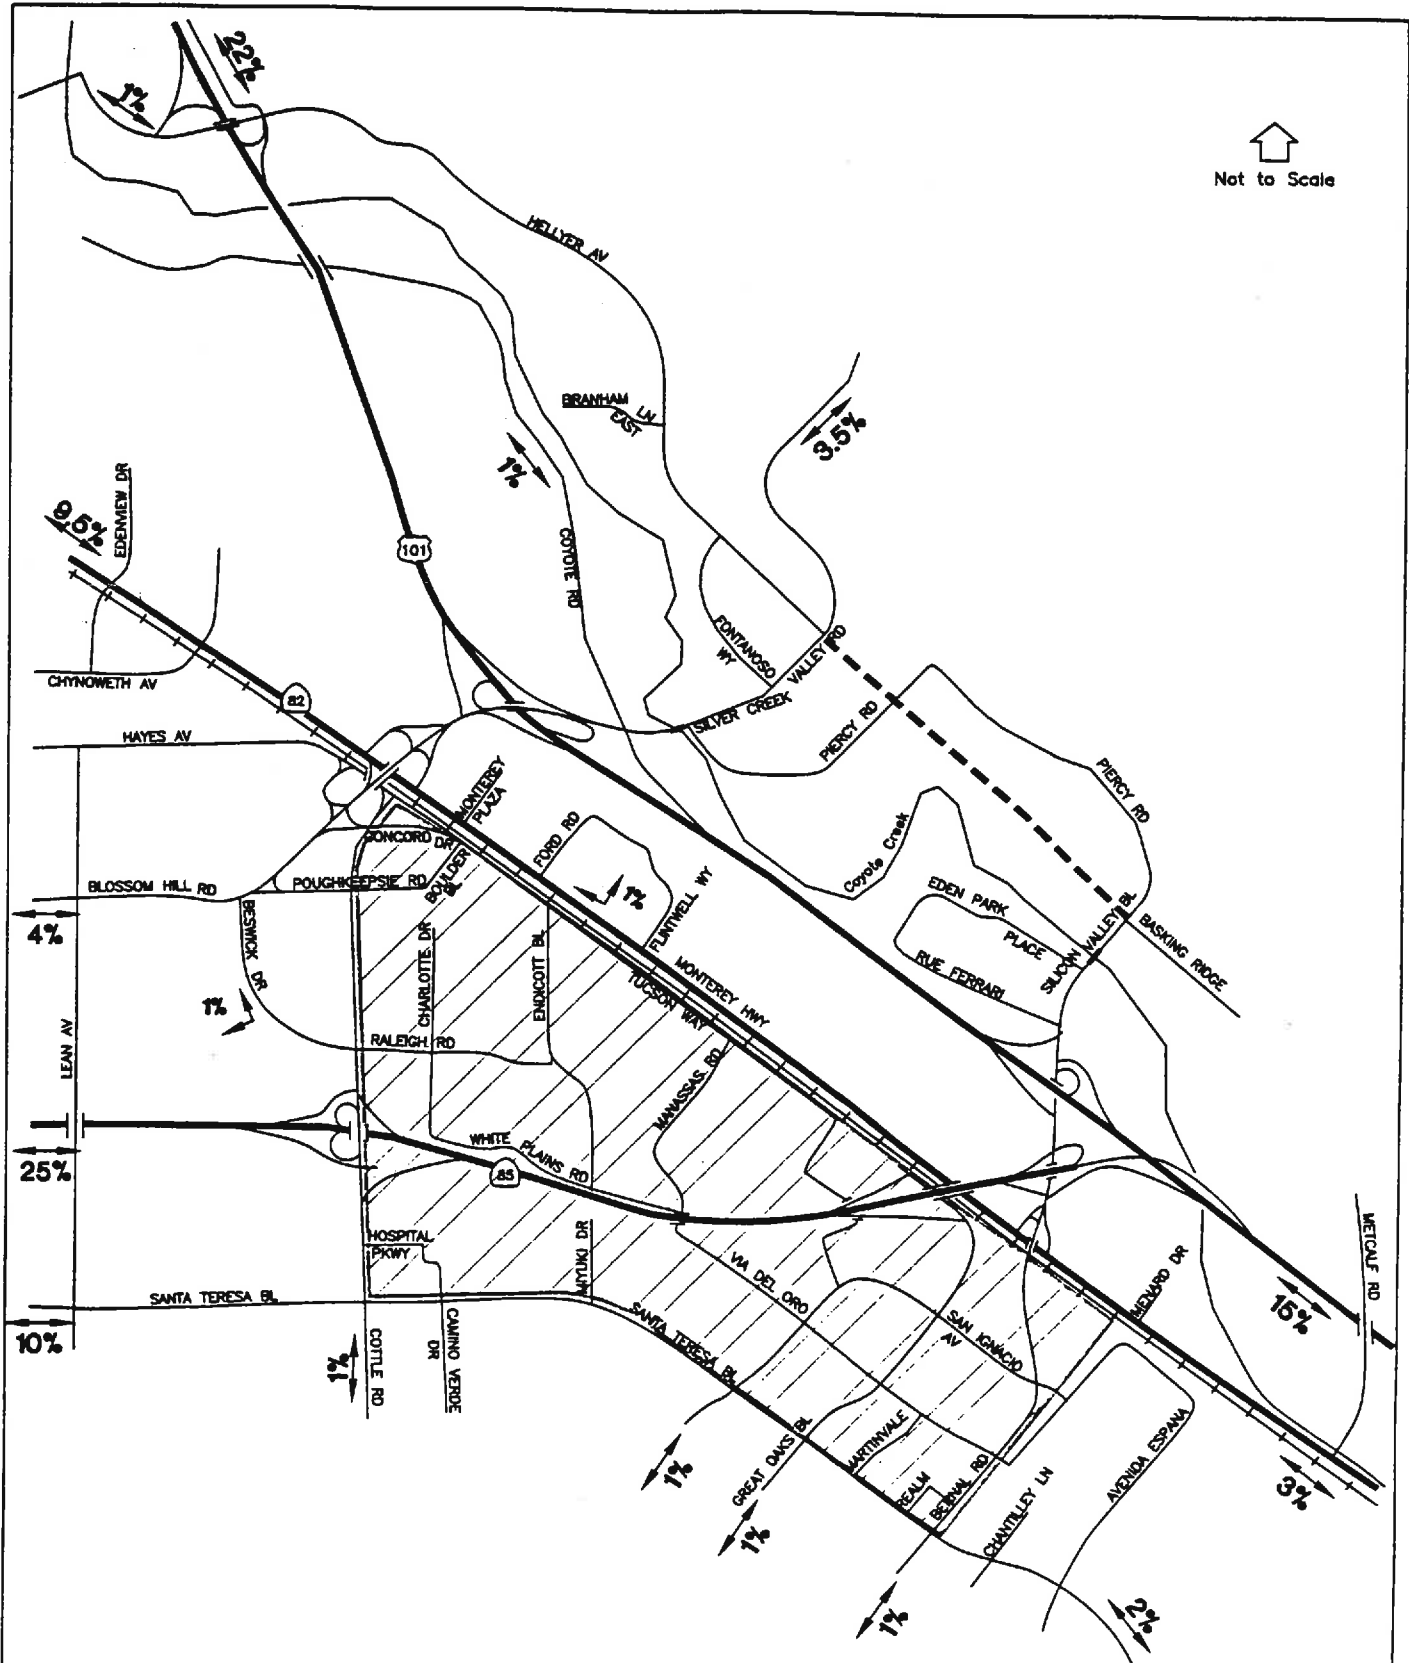 22%
1%
Not to Scale
HELLYER AV
BRANHAM LN
EAST
3.5%
1%
EDENVIEW DR
9.5%
101
COYOTE RD
FONTANOSO
WY
SILVER CREEK VALLEY RD
CHYNOWETH AV
82
HAYES AV
PIERCY RD
PIERCY RD
MONTEREY
PLAZA
FORD RD
CONCORD DR
BOULDER
BL
POUGHKEEPSIE RD
BLOSSOM HILL RD
4%
BESWICK DR
1%
FLINTWELL WY
Coyote Creek
EDEN PARK
PLACE
RUE FERRARI
SILICON VALLEY BL
BASKING RIDGE
CHARLOTTE DR
ENDICOTT BL
MONTEREY HWY
TUCSON WAY
1%
RALEIGH RD
LEAN AV
MANASSAS RD
WHITE PLAINS RD
85
25%
HOSPITAL
PKWY
MIYUKI DR
VIA DEL ORO
METCALF RD
MENARD DR
15%
SANTA TERESA BL
SANTA TERESA BL
SAN IGNACIO
AV
10%
1%
COTTLE RD
CAMINO VERDE
DR
GREAT OAKS BL
MARTINVALE
REALM
BERNAL RD
CHANTILLEY LN
AVENIDA ESPANA
3%
1%
1%
1%
2%